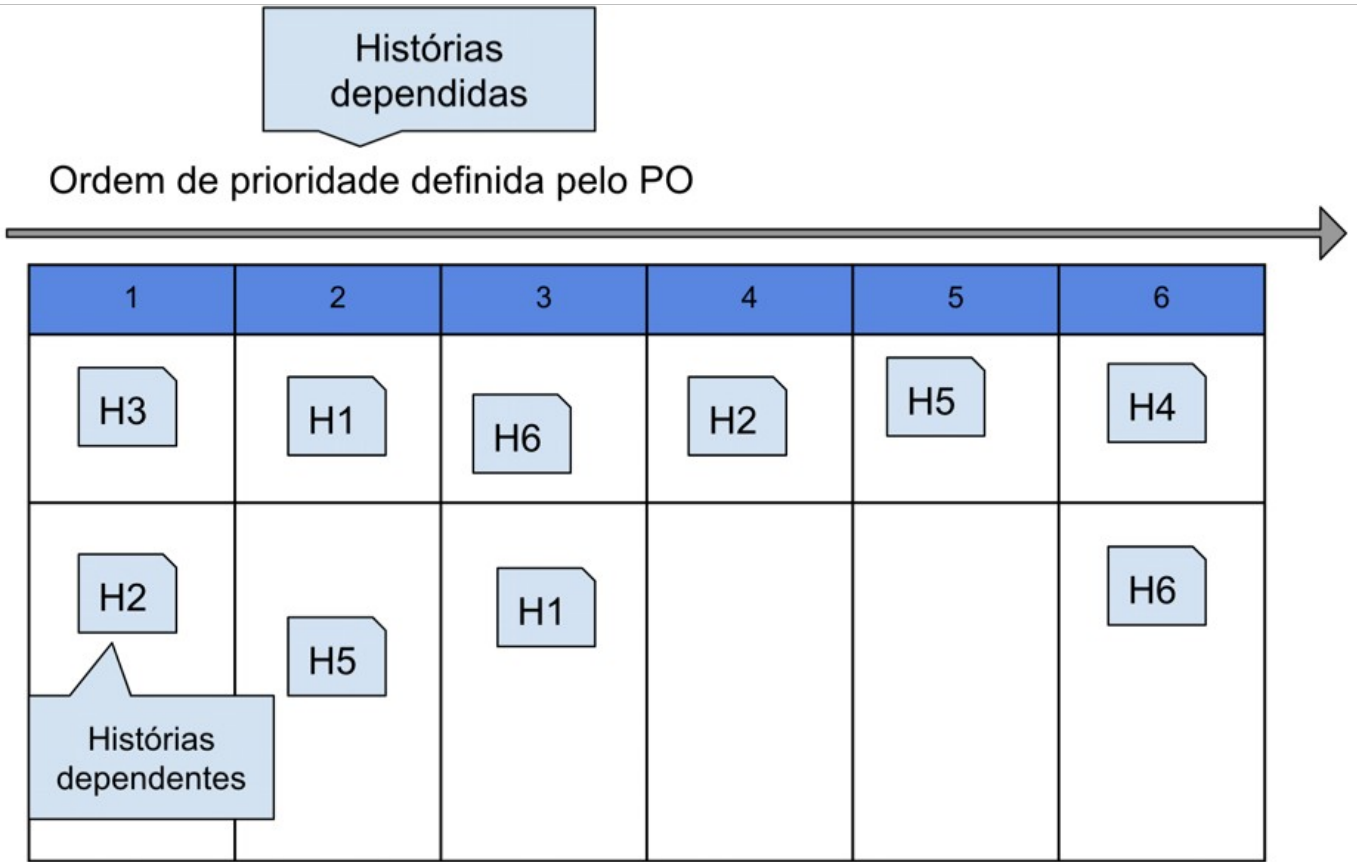 Histórias
dependidas
Ordem de prioridade definida pelo PO
1 2 3 4 5 6
H3 H1 H6 H2 H5 H4
H2 H5 H1 H6
Histórias
dependentes